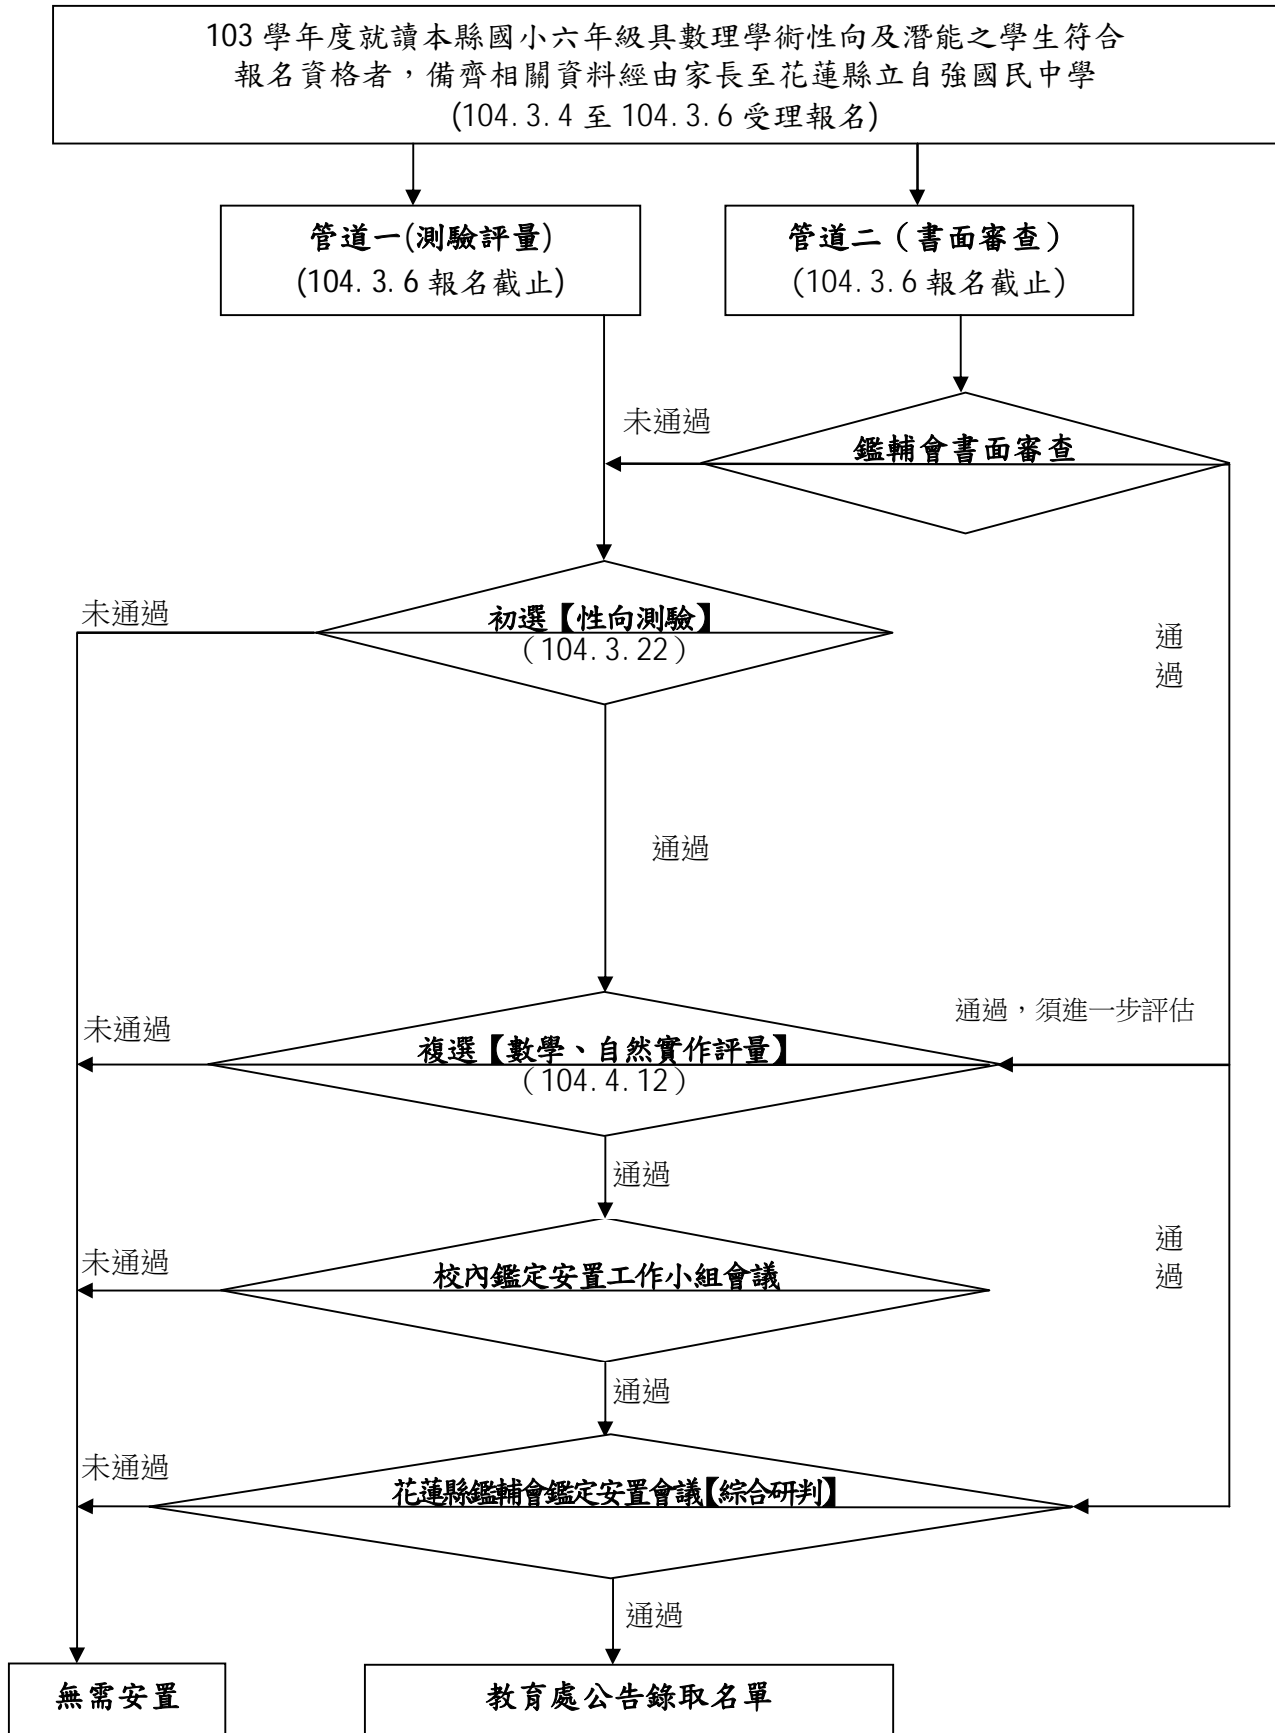 103 學年度就讀本縣國小六年級具數理學術性向及潛能之學生符合
報名資格者，備齊相關資料經由家長至花蓮縣立自強國民中學
(104.3.4 至 104.3.6 受理報名)
管道一(測驗評量)
(104.3.6 報名截止)
管道二（書面審查）
(104.3.6 報名截止)
未通過
鑑輔會書面審查
未通過
初選【性向測驗】
（104.3.22）
通
過
通過
通過，須進一步評估
未通過
複選【數學、自然實作評量】
（104.4.12）
通過
通
過
未通過
校內鑑定安置工作小組會議
通過
未通過
花蓮縣鑑輔會鑑定安置會議【綜合研判】
通過
無需安置
教育處公告錄取名單